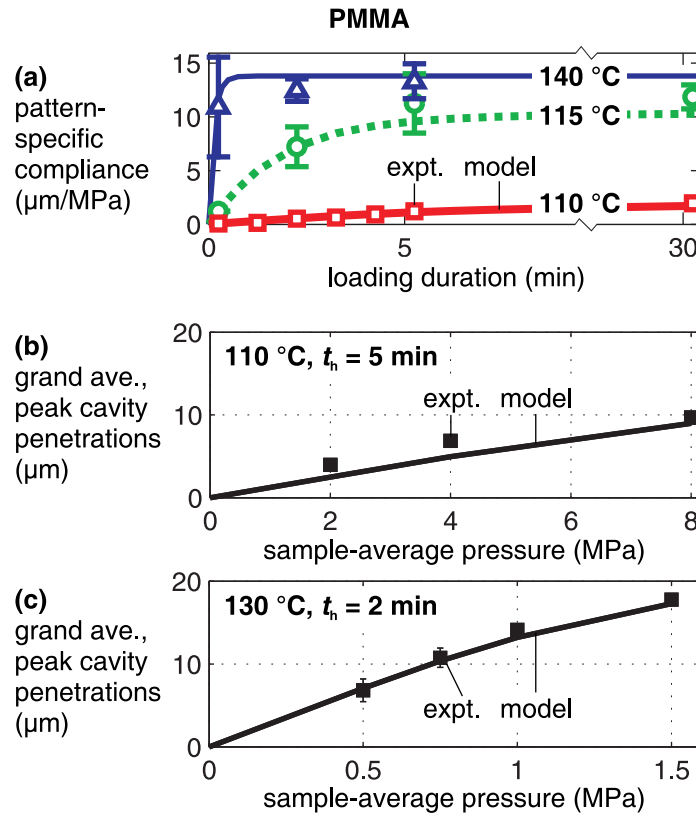 PMMA
(a)
pattern-
specific
compliance
(µm/MPa)
15
10
5
0
140 °C
115 °C
expt. model
110 °C
0 5 30
loading duration (min)
(b)
grand ave.,
peak cavity
penetrations
(µm)
20
10
0
110 °C, th = 5 min
expt. model
0 2 4 6 8
sample-average pressure (MPa)
(c)
grand ave.,
peak cavity
penetrations
(µm)
20
10
0
130 °C, th = 2 min
expt. model
0 0.5 1 1.5
sample-average pressure (MPa)